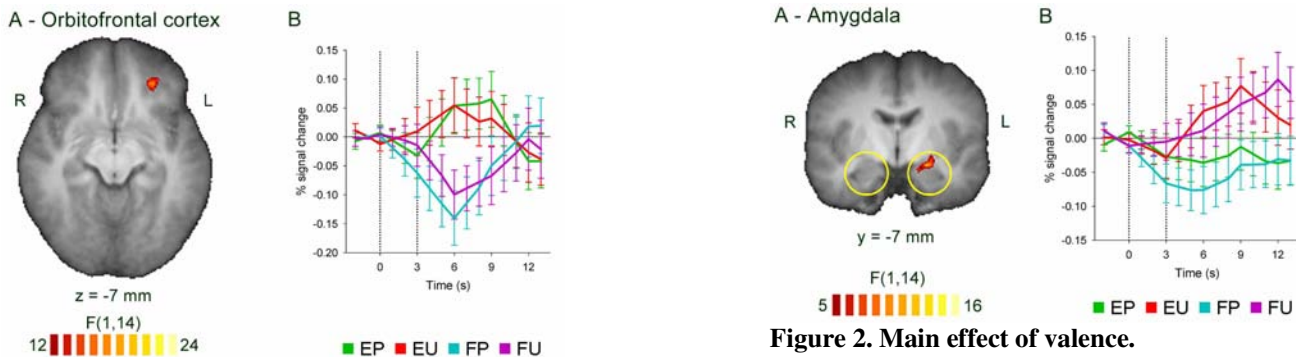 A - Orbitofrontal cortex
B
R
L
z = -7 mm
F(1,14)
12
24
0.15
0.10
0.05
0.00
-0.05
-0.10
-0.15
-0.20
% signal change
0 3 6 9 12
Time (s)
EP EU FP FU
A - Amygdala
B
R
L
y = -7 mm
F(1,14)
5
16
0.15
0.10
0.05
0.00
-0.05
-0.10
-0.15
% signal change
0 3 6 9 12
Time (s)
EP EU FP FU
Figure 2. Main effect of valence.